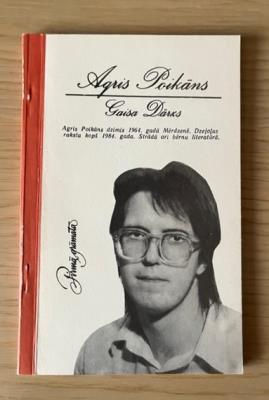 Agris Poikāns
Gaisa Dārzs
Agris Poikāns dzimis 1964. gadā Mērdzenē. Dzejoļus
raksta kopš 1984. gada. Strādā arī bērnu literatūrā.
Pirmā grāmata